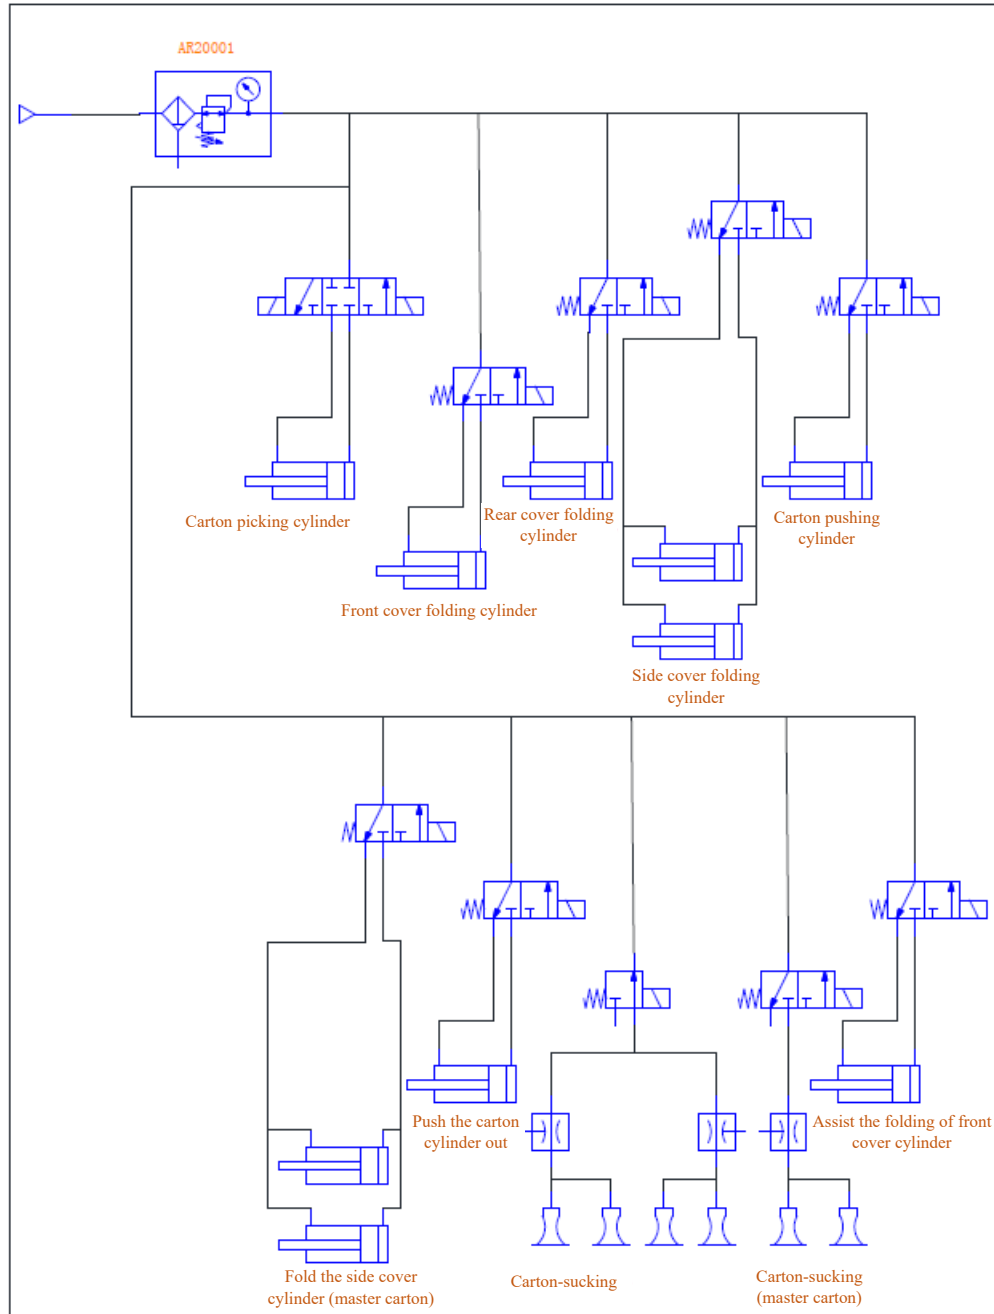 AR20001
Carton picking cylinder
Rear cover folding
cylinder
Carton pushing
cylinder
Front cover folding cylinder
Side cover folding
cylinder
Push the carton
cylinder out
Assist the folding of front
cover cylinder
Fold the side cover
cylinder (master carton)
Carton-sucking
Carton-sucking
(master carton)